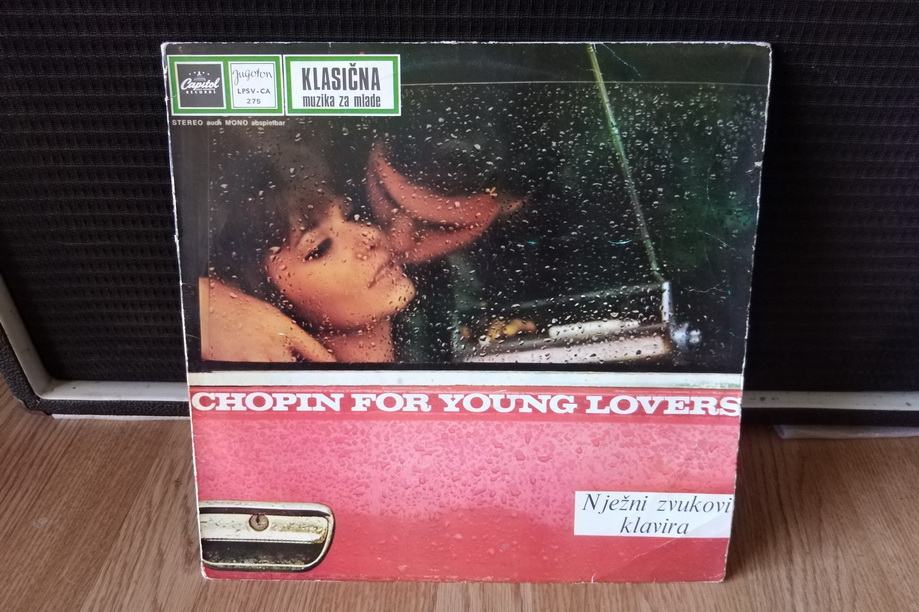 Capitol
RECORDS
Jugoton
LPSV-CA
275
KLASIČNA
muzika za mlade
STEREO auch MONO abspielbar
CHOPIN FOR YOUNG LOVERS
Nježni zvukovi
klavira